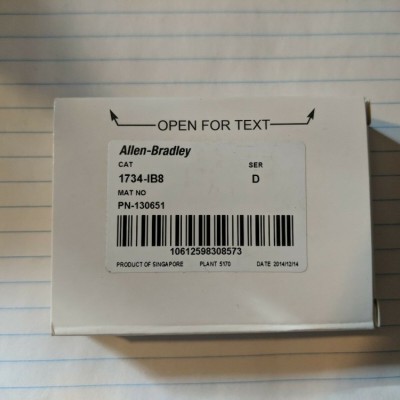 OPEN FOR TEXT
Allen-Bradley
CAT SER
1734-IB8 D
MAT NO
PN-130651
10612598308573
PRODUCT OF SINGAPORE PLANT 5170 DATE 2014/12/14